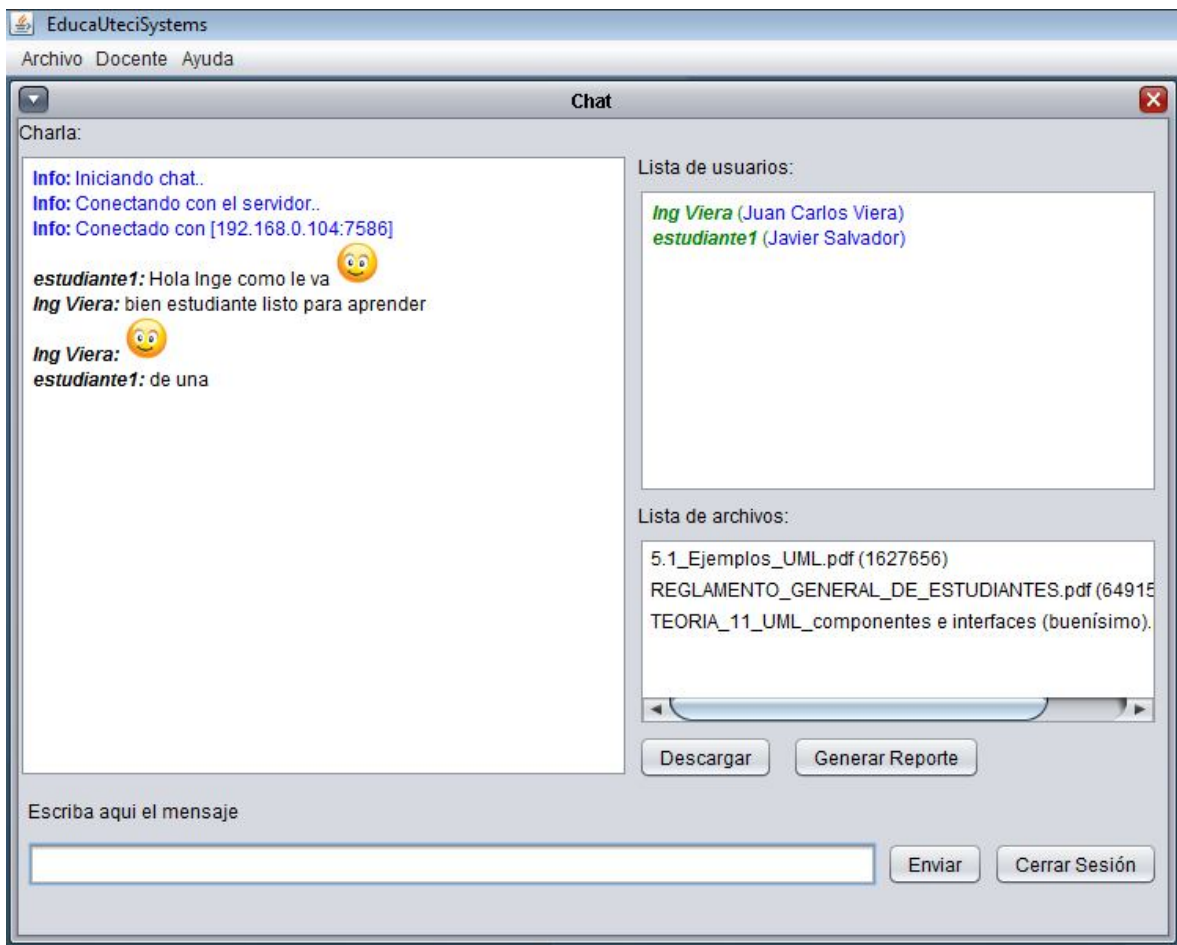 EducaUteciSystems
Archivo Docente Ayuda
Chat
Charla:
Info: Iniciando chat..
Info: Conectando con el servidor..
Info: Conectado con [192.168.0.104:7586]
estudiante1: Hola Inge como le va
Ing Viera: bien estudiante listo para aprender
Ing Viera:
estudiante1: de una
Lista de usuarios:
Ing Viera (Juan Carlos Viera)
estudiante1 (Javier Salvador)
Lista de archivos:
5.1_Ejemplos_UML.pdf (1627656)
REGLAMENTO_GENERAL_DE_ESTUDIANTES.pdf (64915
TEORIA_11_UML_componentes e interfaces (buenísimo).
Descargar
Generar Reporte
Escriba aqui el mensaje
Enviar
Cerrar Sesión